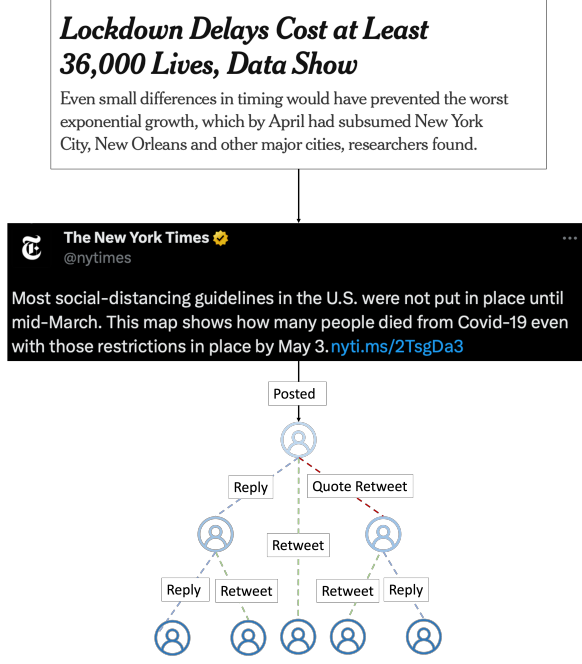 Lockdown Delays Cost at Least
36,000 Lives, Data Show
Even small differences in timing would have prevented the worst
exponential growth, which by April had subsumed New York
City, New Orleans and other major cities, researchers found.
The New York Times
@nytimes
Most social-distancing guidelines in the U.S. were not put in place until
mid-March. This map shows how many people died from Covid-19 even
with those restrictions in place by May 3. nyti.ms/2TsgDa3
Posted
Reply
Quote Retweet
Retweet
Reply
Retweet
Retweet
Reply